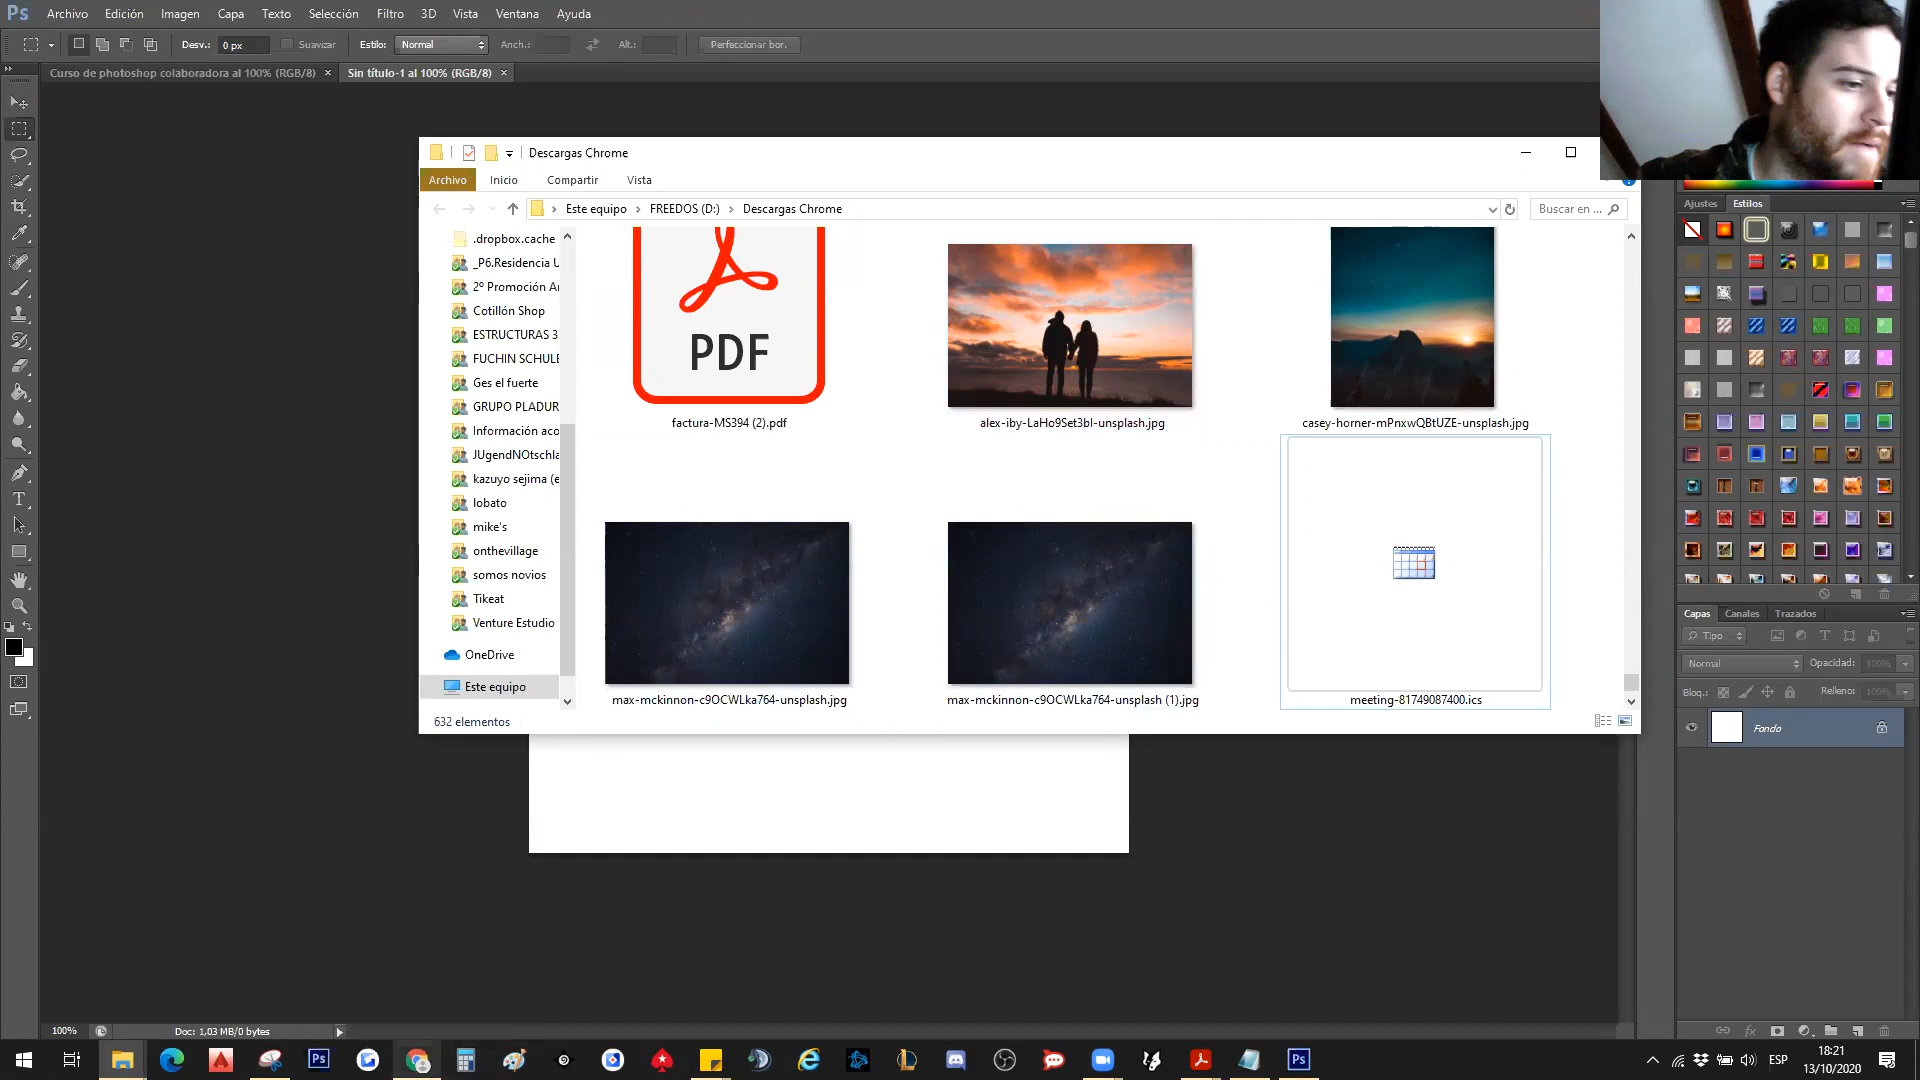 Ps Archivo Edición Imagen Capa Texto Selección Filtro 3D Vista Ventana Ayuda
Desv.: 0 px Suavizar Estilo: Normal Anch.: Alt.: Perfeccionar bor.
Curso de photoshop colaboradora al 100% (RGB/8) × Sin título-1 al 100% (RGB/8) ×
Descargas Chrome
Archivo Inicio Compartir Vista
Este equipo > FREEDOS (D:) > Descargas Chrome Buscar en ...
.dropbox.cache
_P6.Residencia U
2º Promoción Ar
Cotillón Shop
ESTRUCTURAS 3
FUCHIN SCHULE
Ges el fuerte
GRUPO PLADUR
Información aco
JUgendNOtschla
kazuyo sejima (e
lobato
mike's
onthevillage
somos novios
Tikeat
Venture Estudio
OneDrive
Este equipo
632 elementos
PDF
factura-MS394 (2).pdf
alex-iby-LaHo9Set3bI-unsplash.jpg
casey-horner-mPnxwQBtUZE-unsplash.jpg
max-mckinnon-c9OCWLka764-unsplash.jpg
max-mckinnon-c9OCWLka764-unsplash (1).jpg
meeting-81749087400.ics
Ajustes Estilos
Capas Canales Trazados
Tipo
Normal Opacidad: 100%
Bloq.: Relleno: 100%
Fondo
100% Doc: 1,03 MB/0 bytes
Ps
Ps
ESP
18:21
13/10/2020